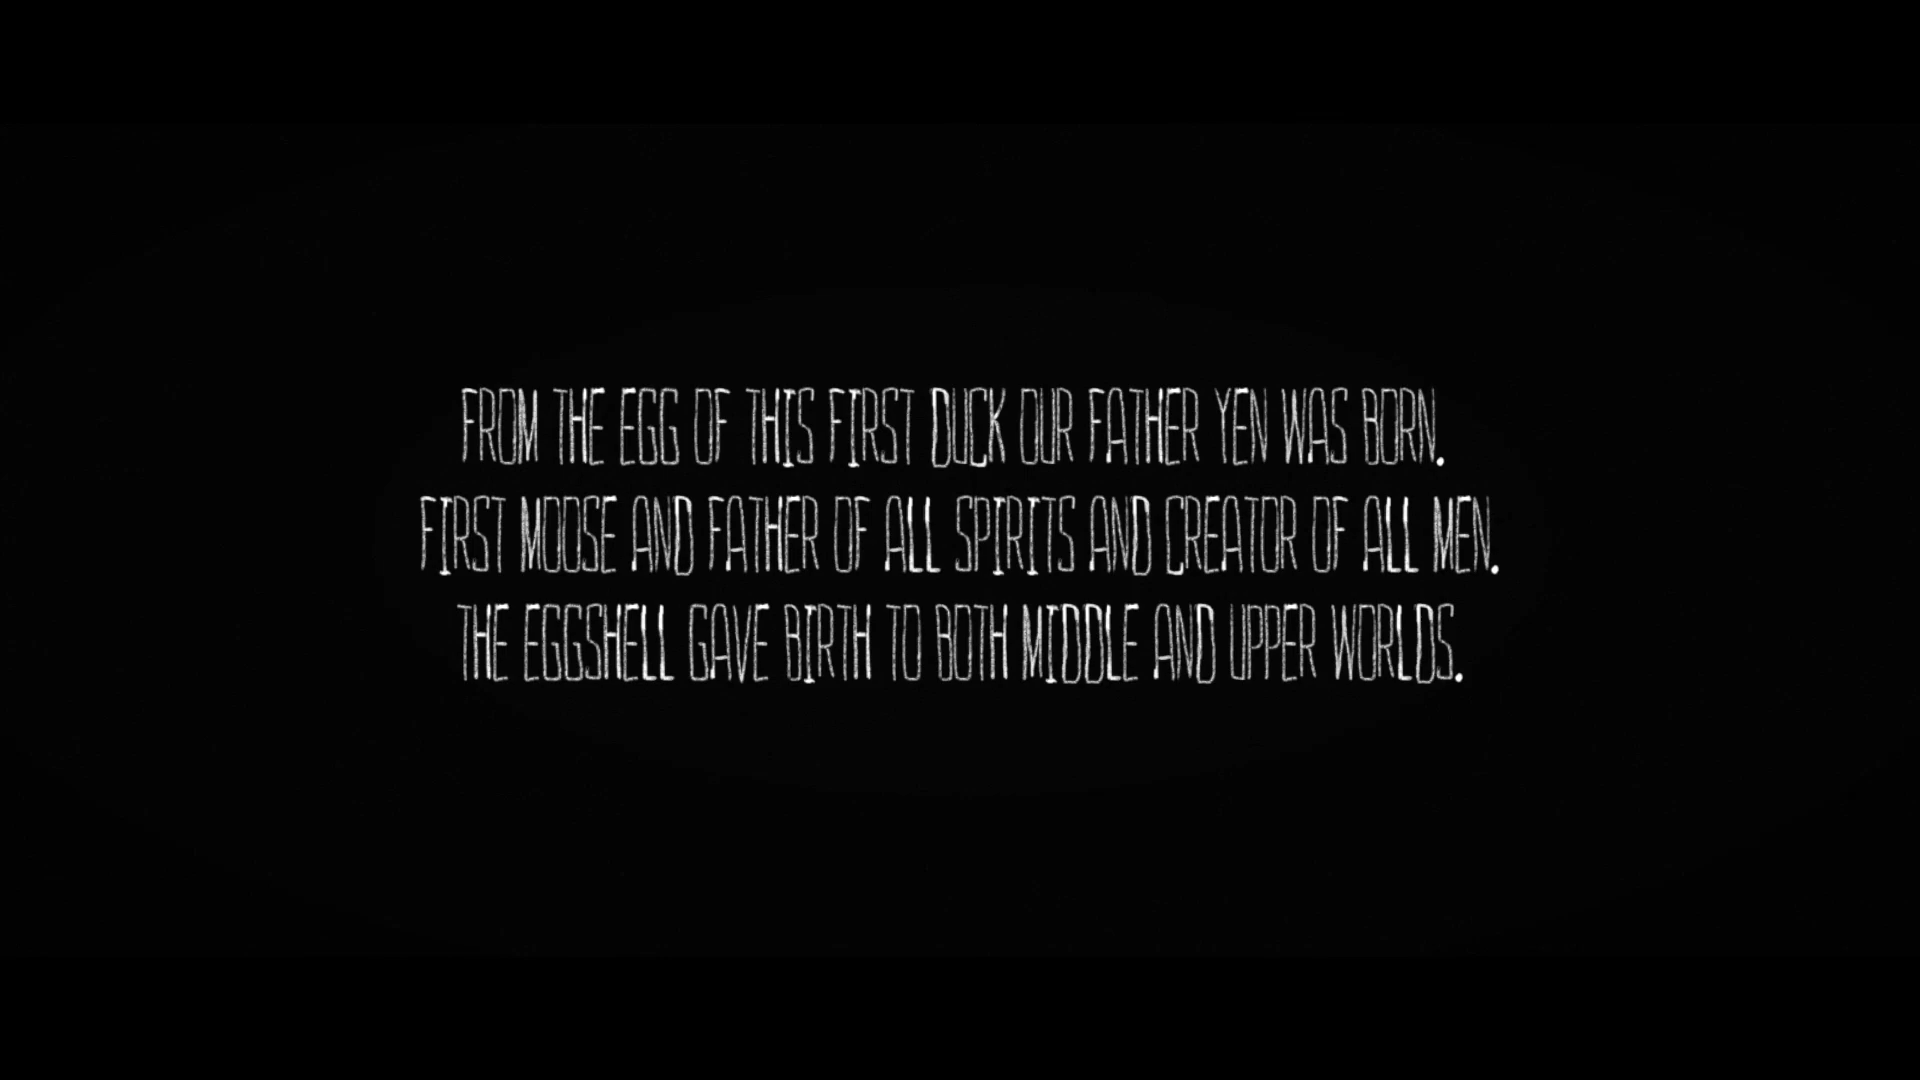 FROM THE EGG OF THIS FIRST DUCK OUR FATHER YEN WAS BORN.
FIRST MOOSE AND FATHER OF ALL SPIRITS AND CREATOR OF ALL MEN.
THE EGGSHELL GAVE BIRTH TO BOTH MIDDLE AND UPPER WORLDS.